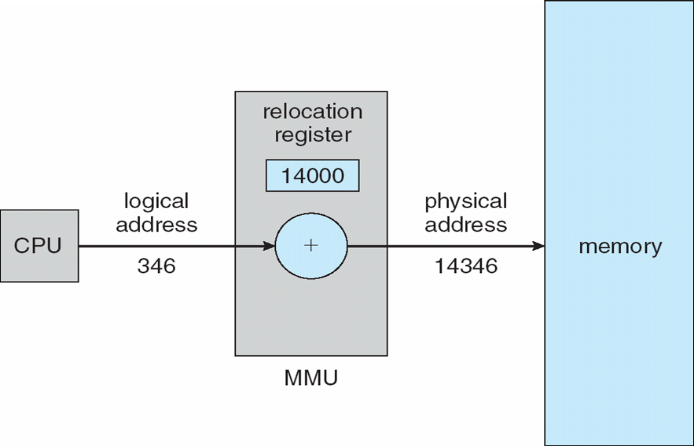 relocation
register
14000
logical
address
physical
address
CPU
+
memory
346
14346
MMU